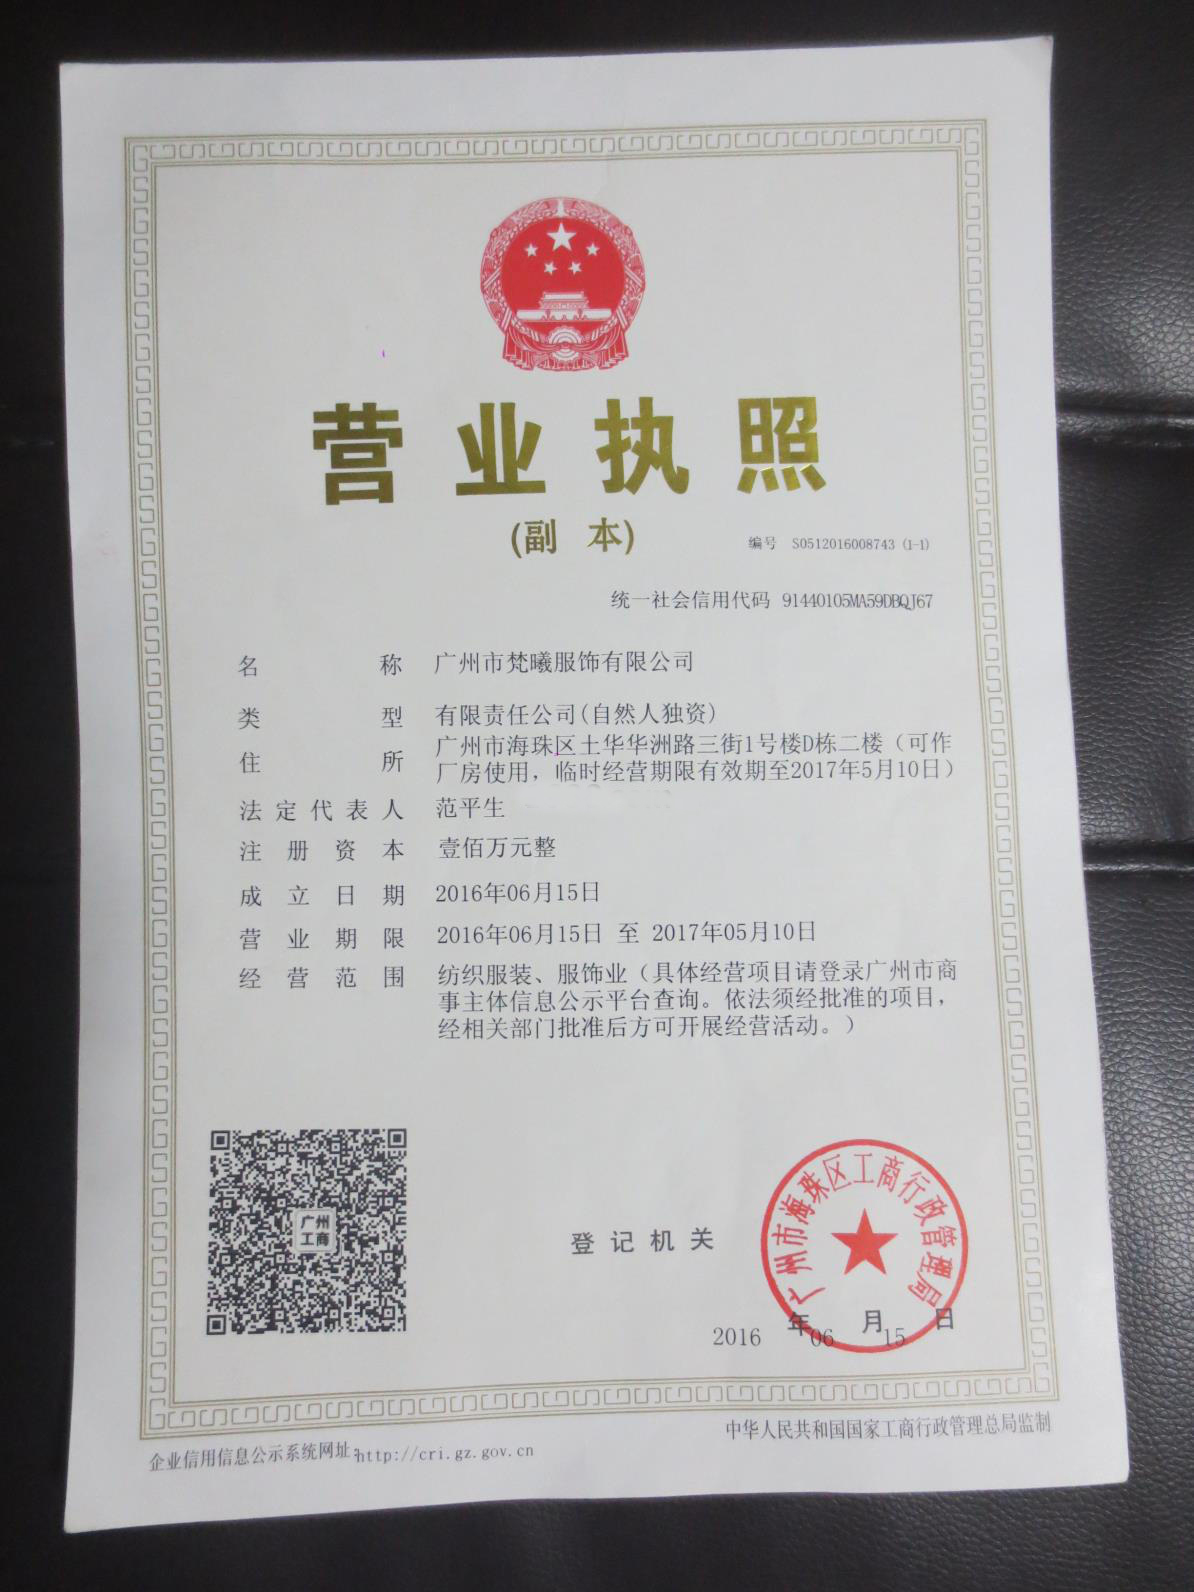 营业执照
(副 本)
编号 S0512016008743 (1-1)
统一社会信用代码 91440105MA59DBQJ67
名 称 广州市梵曦服饰有限公司
类 型 有限责任公司(自然人独资)
住 所 广州市海珠区土华华洲路三街1号楼D栋二楼（可作
厂房使用，临时经营期限有效期至2017年5月10日）
法定代表人 范平生
注册资本 壹佰万元整
成立日期 2016年06月15日
营业期限 2016年06月15日 至 2017年05月10日
经营范围 纺织服装、服饰业（具体经营项目请登录广州市商
事主体信息公示平台查询。依法须经批准的项目，
经相关部门批准后方可开展经营活动。）
广州
工商
登记机关
广州市海珠区工商行政管理局
2016 年 06 月 15 日
企业信用信息公示系统网址:http://cri.gz.gov.cn
中华人民共和国国家工商行政管理总局监制